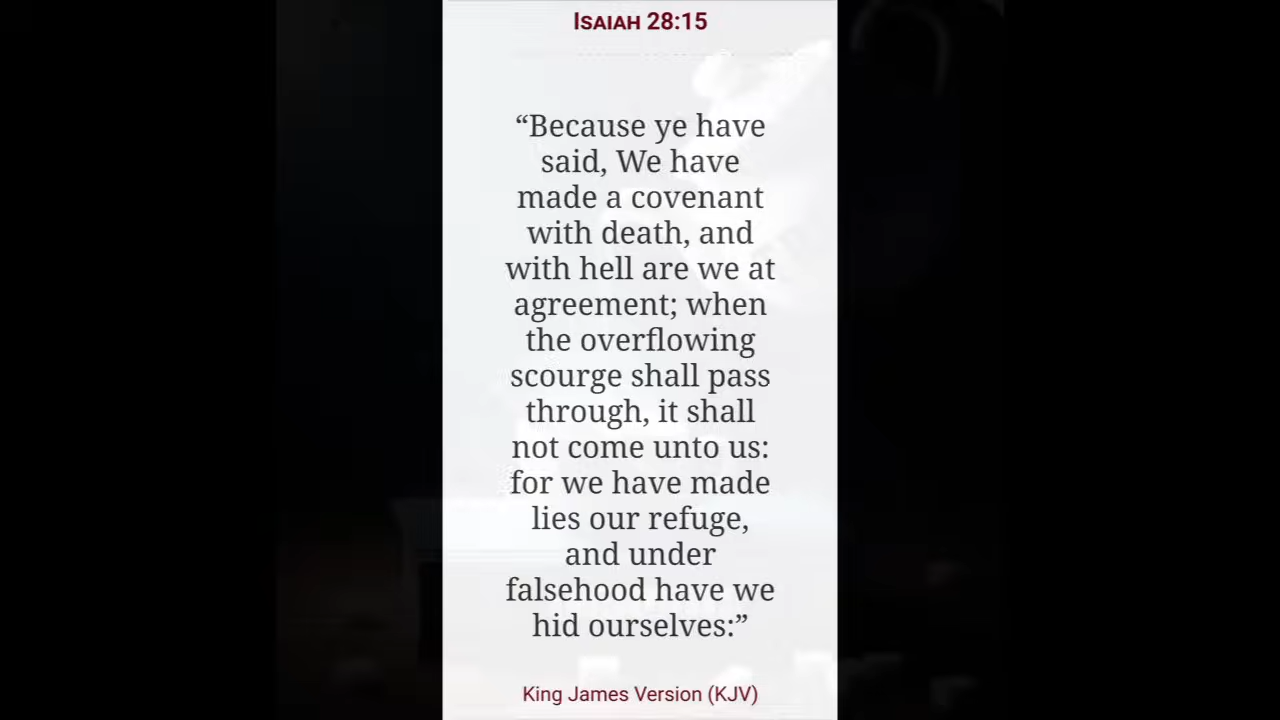 Isaiah 28:15
“Because ye have
said, We have
made a covenant
with death, and
with hell are we at
agreement; when
the overflowing
scourge shall pass
through, it shall
not come unto us:
for we have made
lies our refuge,
and under
falsehood have we
hid ourselves:”
King James Version (KJV)